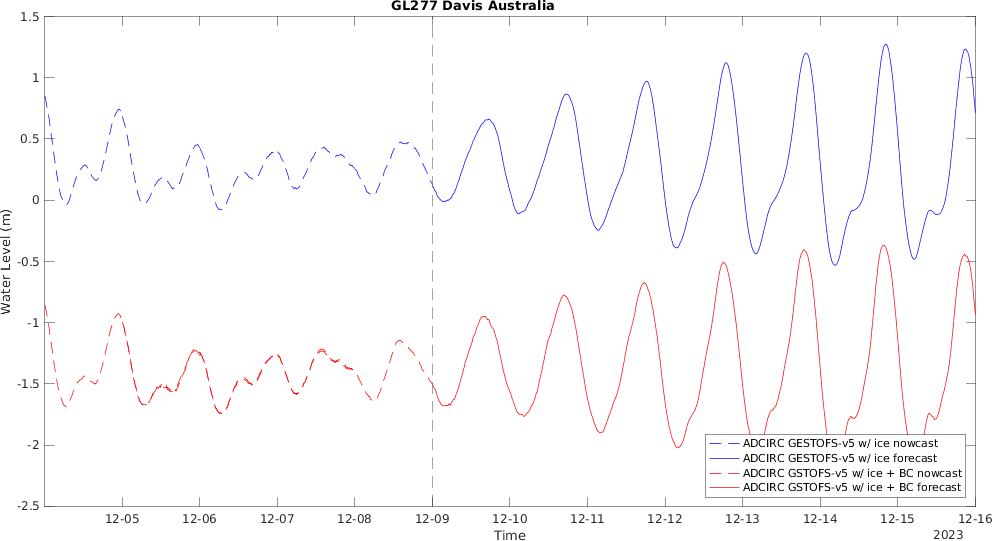 GL277 Davis Australia
1.5
1
0.5
0
-0.5
-1
-1.5
-2
-2.5
Water Level (m)
ADCIRC GESTOFS-v5 w/ ice nowcast
ADCIRC GESTOFS-v5 w/ ice forecast
ADCIRC GSTOFS-v5 w/ ice + BC nowcast
ADCIRC GSTOFS-v5 w/ ice + BC forecast
12-05 12-06 12-07 12-08 12-09 12-10 12-11 12-12 12-13 12-14 12-15 12-16
Time
2023